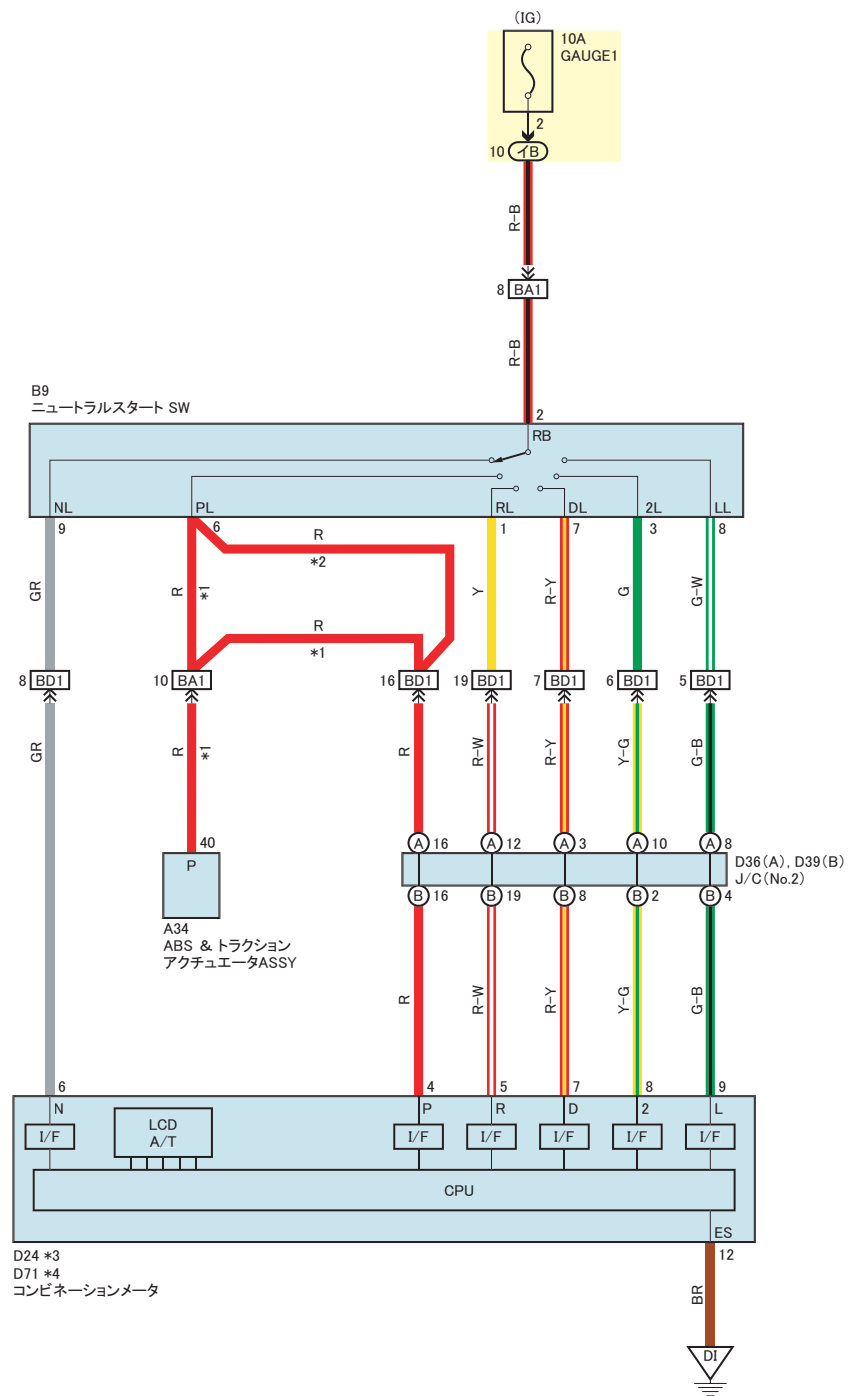 (IG)
10A
GAUGE1
2
10 イB
R-B
8 BA1
R-B
B9
ニュートラルスタート SW
2
RB
NL PL RL DL 2L LL
9 6 1 7 3 8
R
*2
GR R *1 Y R-Y G G-W
R
*1
8 BD1 10 BA1 16 BD1 19 BD1 7 BD1 6 BD1 5 BD1
GR R *1 R R-W R-Y Y-G G-B
40
P
A 16 A 12 A 3 A 10 A 8
D36(A), D39(B)
J/C(No.2)
B 16 B 19 B 8 B 2 B 4
A34
ABS & トラクション
アクチュエータASSY
R R-W R-Y Y-G G-B
6 4 5 7 8 9
N P R D 2 L
LCD
A/T
I/F I/F I/F I/F I/F I/F
CPU
ES
12
D24 *3
D71 *4
コンビネーションメータ
BR
DI